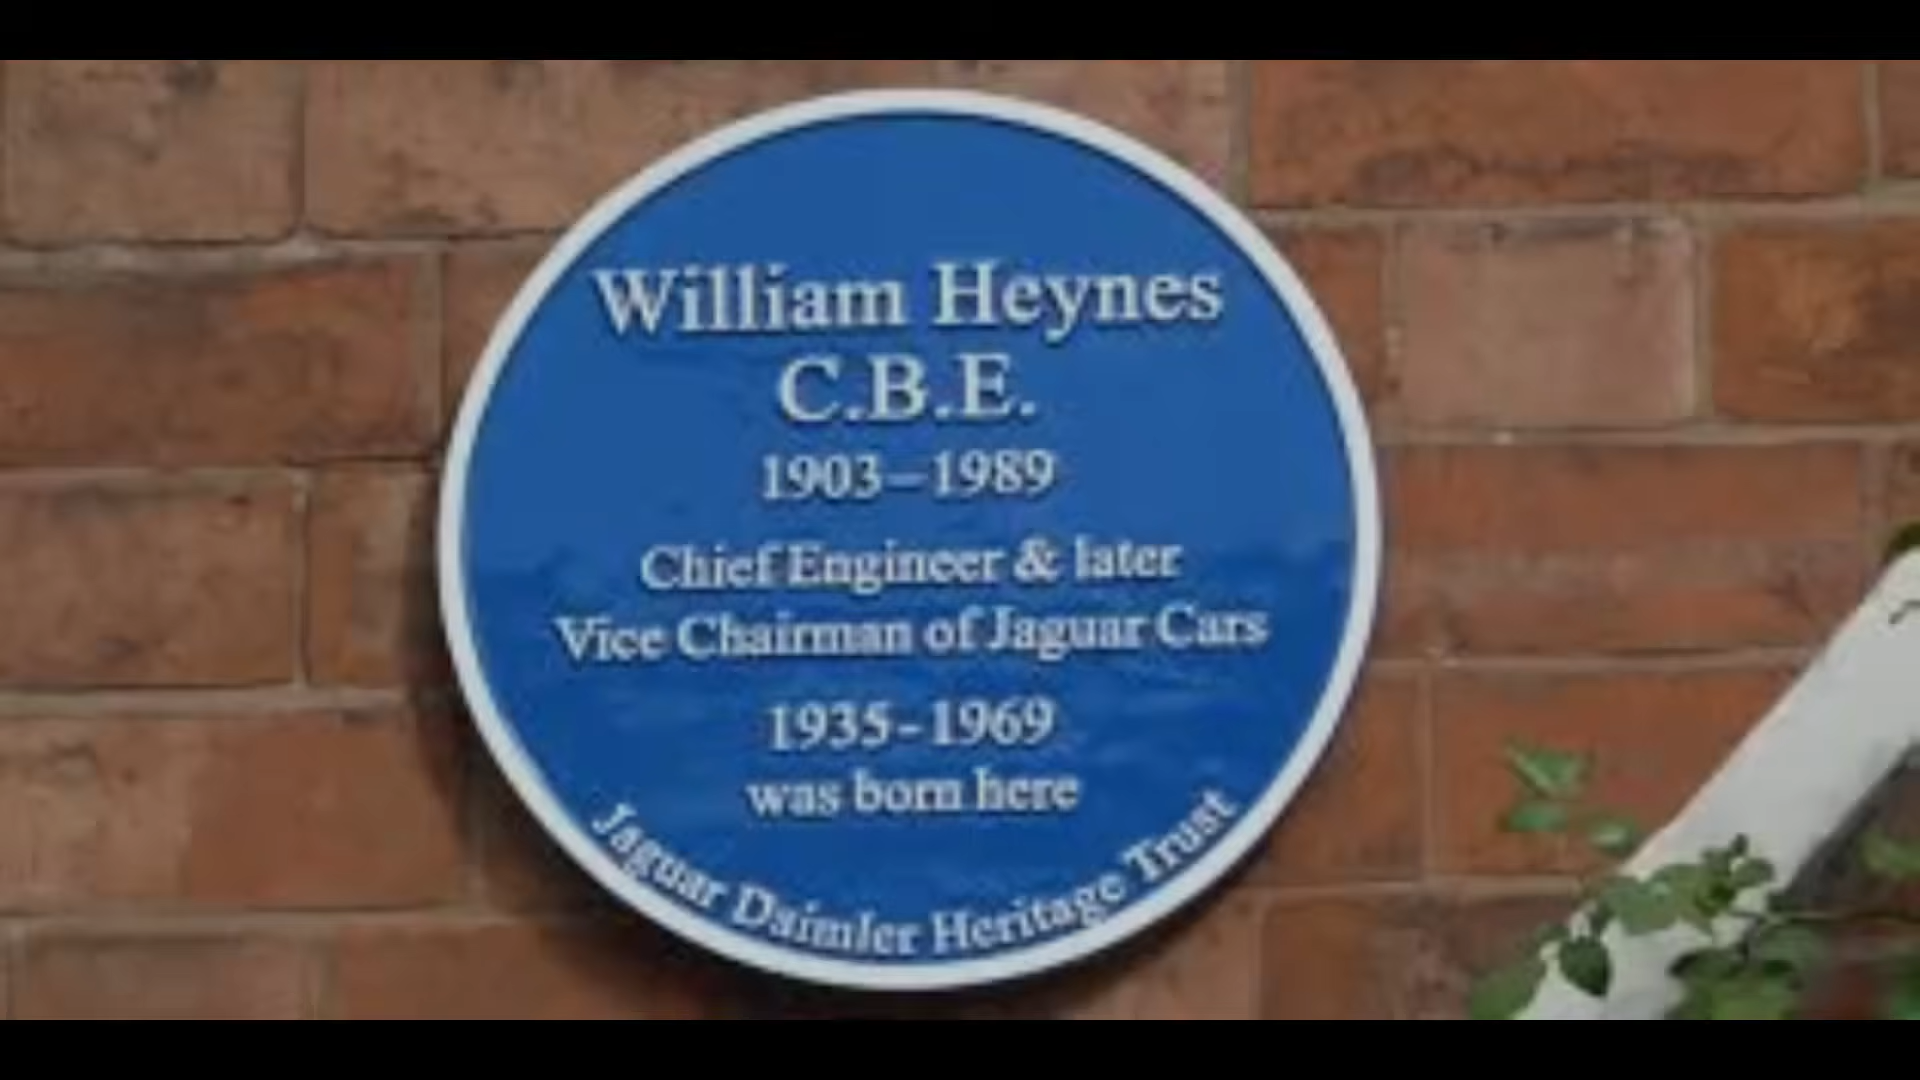 William Heynes
C.B.E.
1903–1989
Chief Engineer & later
Vice Chairman of Jaguar Cars
1935-1969
was born here
Jaguar Daimler Heritage Trust